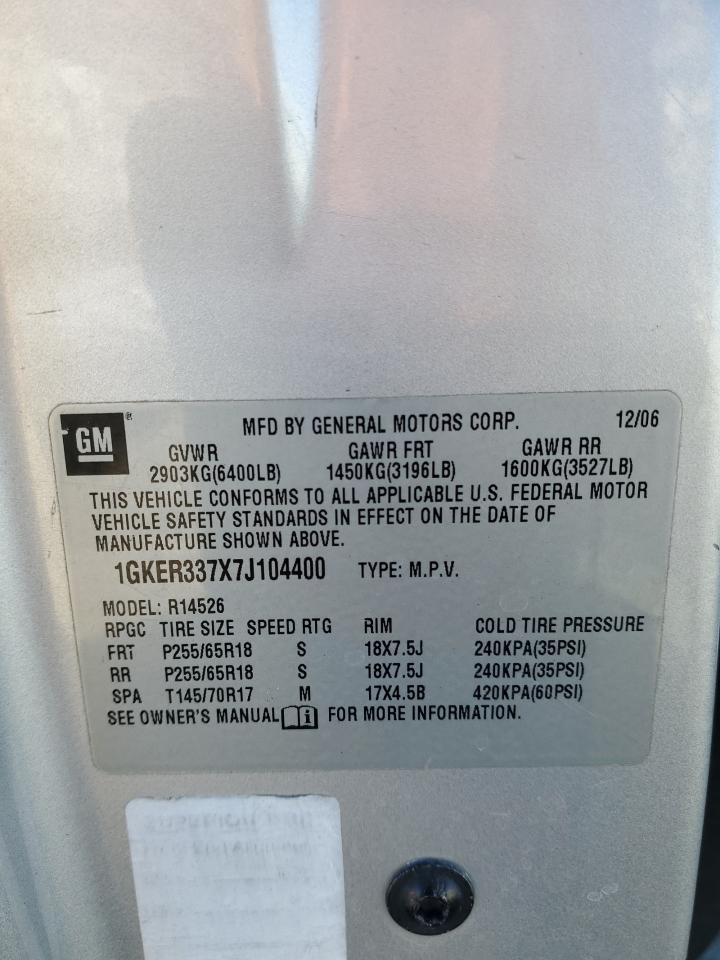 GM
MFD BY GENERAL MOTORS CORP. 12/06
GVWR GAWR FRT GAWR RR
2903KG(6400LB) 1450KG(3196LB) 1600KG(3527LB)
THIS VEHICLE CONFORMS TO ALL APPLICABLE U.S. FEDERAL MOTOR
VEHICLE SAFETY STANDARDS IN EFFECT ON THE DATE OF
MANUFACTURE SHOWN ABOVE.
1GKER337X7J104400 TYPE: M.P.V.
MODEL: R14526
RPGC TIRE SIZE SPEED RTG RIM COLD TIRE PRESSURE
FRT P255/65R18 S 18X7.5J 240KPA(35PSI)
RR P255/65R18 S 18X7.5J 240KPA(35PSI)
SPA T145/70R17 M 17X4.5B 420KPA(60PSI)
SEE OWNER'S MANUAL FOR MORE INFORMATION.